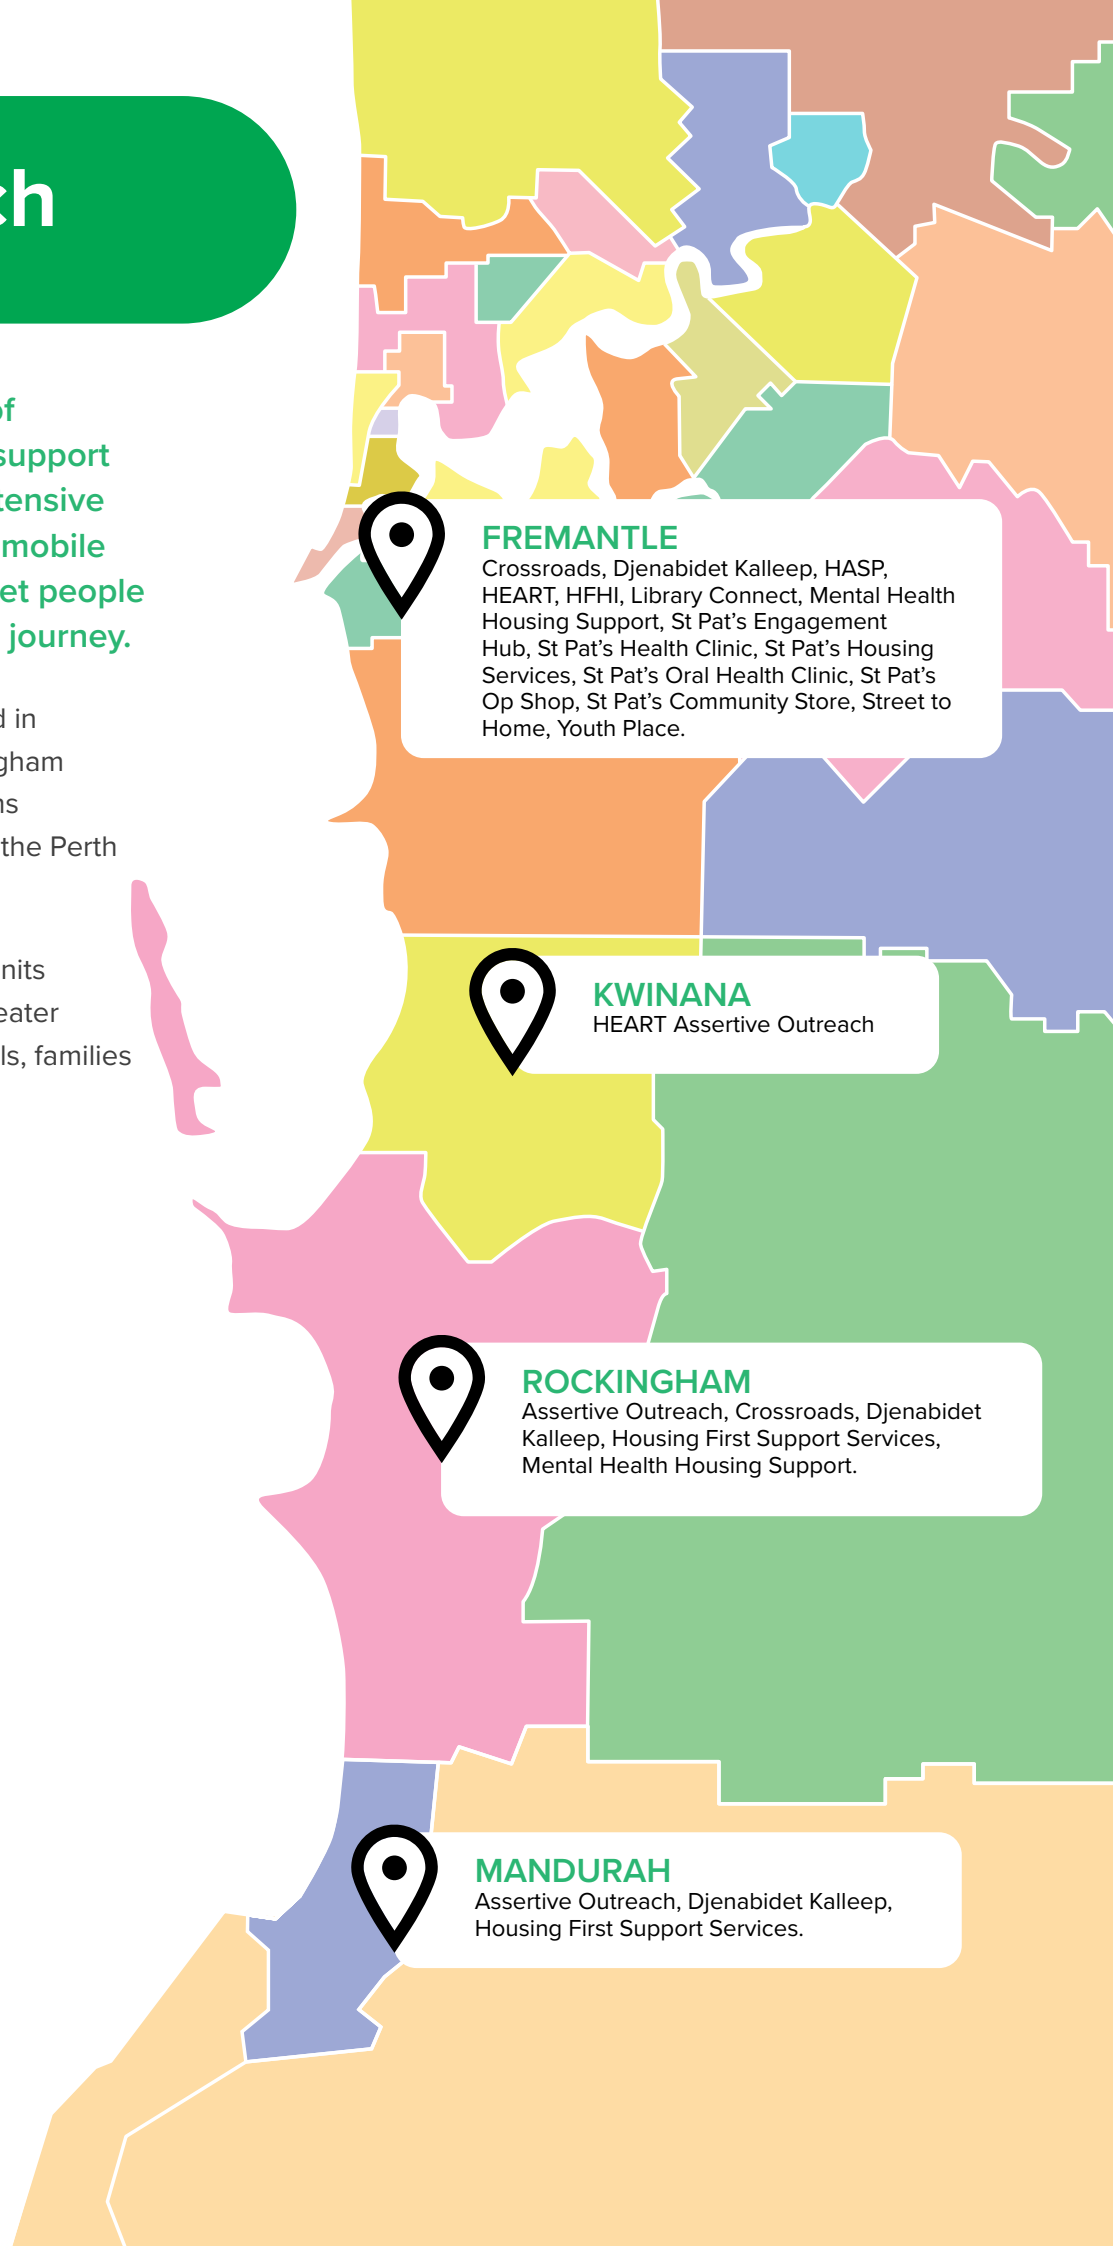 ch
of
support
tensive
mobile
et people
journey.
d in
gham
ns
the Perth
nits
eater
ls, families
FREMANTLE
Crossroads, Djenabidet Kalleep, HASP,
HEART, HFHI, Library Connect, Mental Health
Housing Support, St Pat’s Engagement
Hub, St Pat’s Health Clinic, St Pat’s Housing
Services, St Pat’s Oral Health Clinic, St Pat’s
Op Shop, St Pat’s Community Store, Street to
Home, Youth Place.
KWINANA
HEART Assertive Outreach
ROCKINGHAM
Assertive Outreach, Crossroads, Djenabidet
Kalleep, Housing First Support Services,
Mental Health Housing Support.
MANDURAH
Assertive Outreach, Djenabidet Kalleep,
Housing First Support Services.